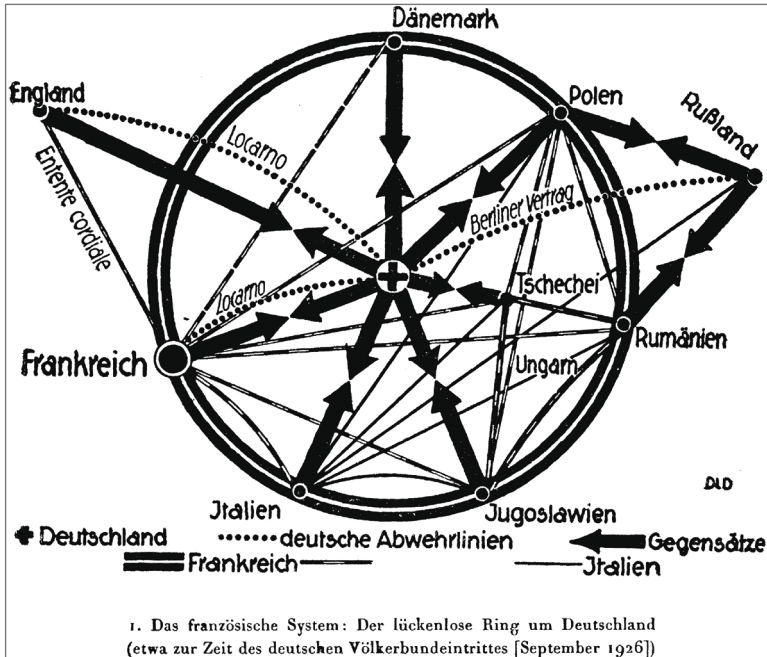 Dänemark
England
Polen
Rußland
Locarno
Entente cordiale
Berliner Vertrag
Locarno
Tschechei
Frankreich
Rumänien
Ungarn
DLD
Jtalien
Jugoslawien
Deutschland deutsche Abwehrlinien Gegensätze
Frankreich Jtalien
1. Das französische System: Der lückenlose Ring um Deutschland
(etwa zur Zeit des deutschen Völkerbundeintrittes [September 1926])